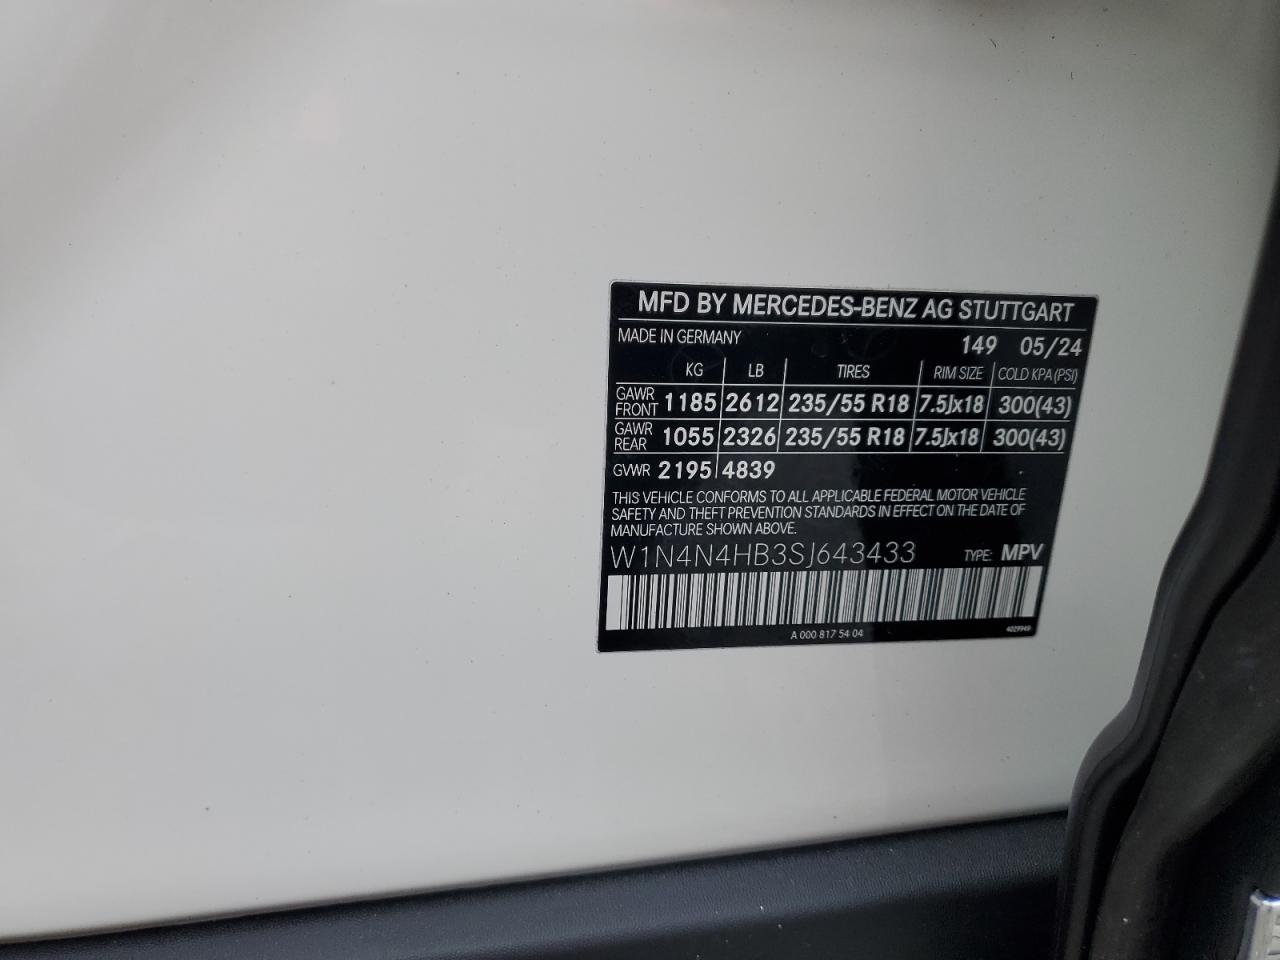 MFD BY MERCEDES-BENZ AG STUTTGART
MADE IN GERMANY 149 05/24
KG LB TIRES RIM SIZE COLD KPA(PSI)
GAWR FRONT 1185 2612 235/55 R18 7.5Jx18 300(43)
GAWR REAR 1055 2326 235/55 R18 7.5Jx18 300(43)
GVWR 2195 4839
THIS VEHICLE CONFORMS TO ALL APPLICABLE FEDERAL MOTOR VEHICLE
SAFETY AND THEFT PREVENTION STANDARDS IN EFFECT ON THE DATE OF
MANUFACTURE SHOWN ABOVE.
W1N4N4HB3SJ643433 TYPE: MPV
A 000 817 54 04